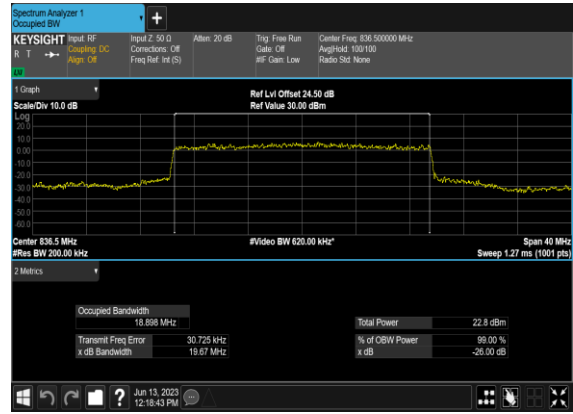 Spectrum Analyzer 1
Occupied BW
+
KEYSIGHT Input: RF Input Z: 50 Ω Atten: 20 dB Trig: Free Run Center Freq: 836.500000 MHz
R T Coupling: DC Corrections: Off Gate: Off Avg|Hold: 100/100
Align: Off Freq Ref: Int (S) #IF Gain: Low Radio Std: None
1 Graph Ref Lvl Offset 24.50 dB
Scale/Div 10.0 dB Ref Value 30.00 dBm
Log
20.0
10.0
0.00
-10.0
-20.0
-30.0
-40.0
-50.0
-60.0
Center 836.5 MHz #Video BW 620.00 kHz* Span 40 MHz
#Res BW 200.00 kHz Sweep 1.27 ms (1001 pts)
2 Metrics
Occupied Bandwidth
18.898 MHz Total Power 22.8 dBm
Transmit Freq Error 30.725 kHz % of OBW Power 99.00 %
x dB Bandwidth 19.67 MHz x dB -26.00 dB
? Jun 13, 2023
12:18:43 PM